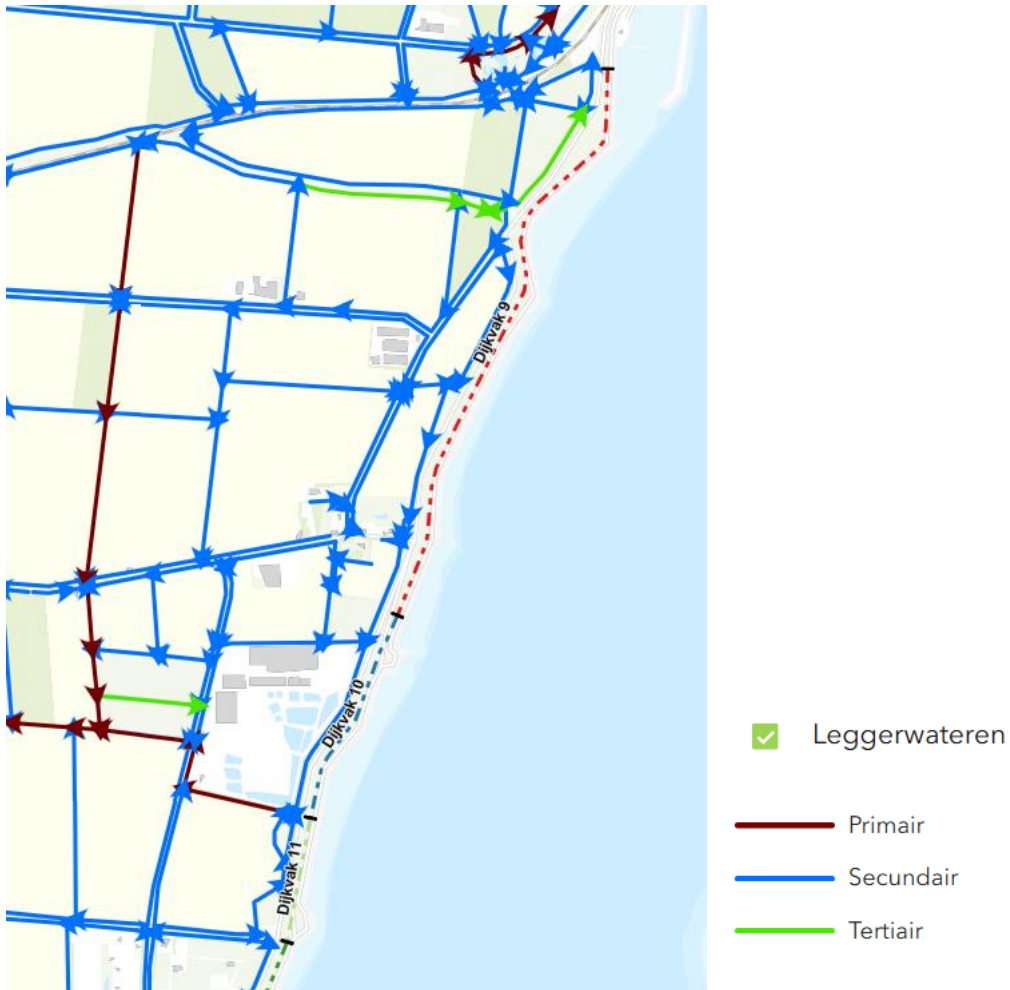 Dijkvak 9
Dijkvak 10
Dijkvak 11
Leggerwateren
Primair
Secundair
Tertiair